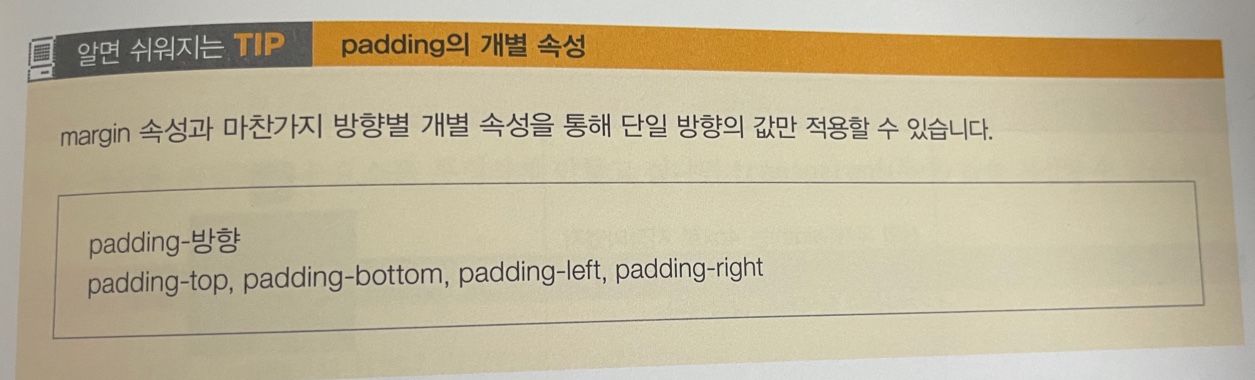 알면 쉬워지는 TIP padding의 개별 속성
margin 속성과 마찬가지 방향별 개별 속성을 통해 단일 방향의 값만 적용할 수 있습니다.
padding-방향
padding-top, padding-bottom, padding-left, padding-right